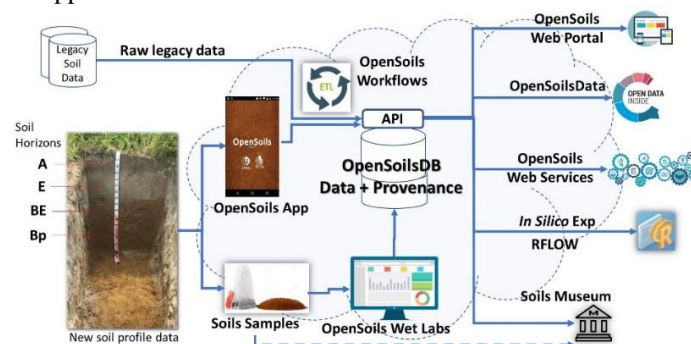 Legacy
Soil
Data
Raw legacy data
ETL
OpenSoils
Workflows
OpenSoils
Web Portal
API
OpenSoilsData
OPEN DATA
INSIDE
Soil
Horizons
A
E
BE
Bp
OpenSoils
OpenSoilsDB
Data + Provenance
OpenSoils App
OpenSoils
Web Services
In Silico Exp
RFLOW
R
Soils Samples
OpenSoils Wet Labs
Soils Museum
New soil profile data